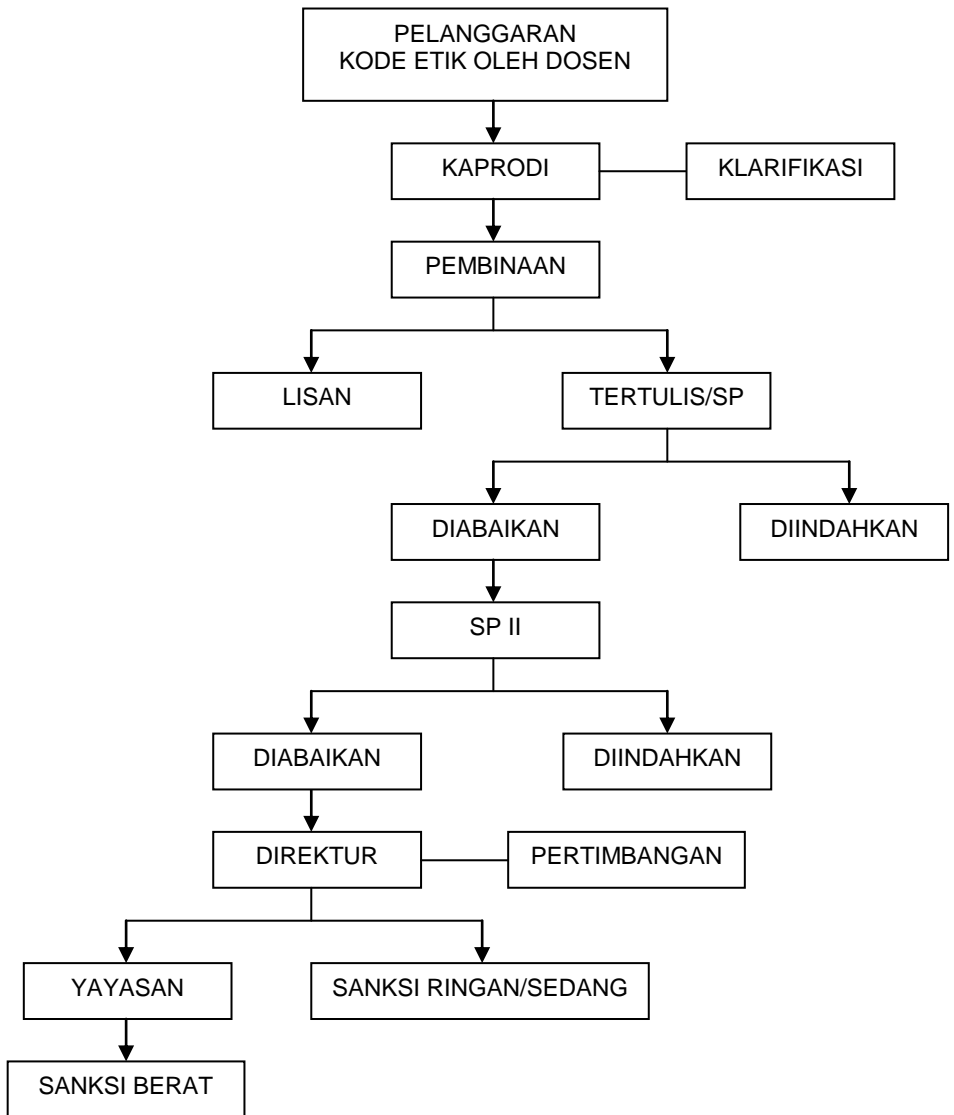 PELANGGARAN
KODE ETIK OLEH DOSEN
KAPRODI
KLARIFIKASI
PEMBINAAN
LISAN
TERTULIS/SP
DIABAIKAN
DIINDAHKAN
SP II
DIABAIKAN
DIINDAHKAN
DIREKTUR
PERTIMBANGAN
YAYASAN
SANKSI RINGAN/SEDANG
SANKSI BERAT